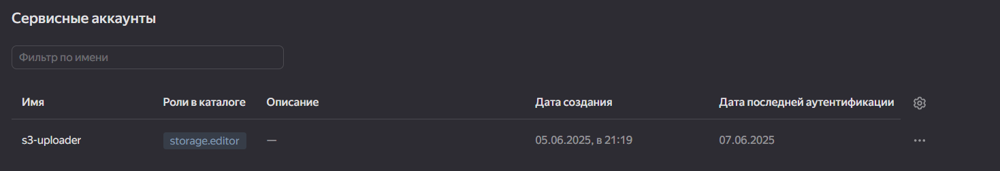 Сервисные аккаунты
Фильтр по имени
Имя Роли в каталоге Описание Дата создания Дата последней аутентификации
s3-uploader storage.editor — 05.06.2025, в 21:19 07.06.2025